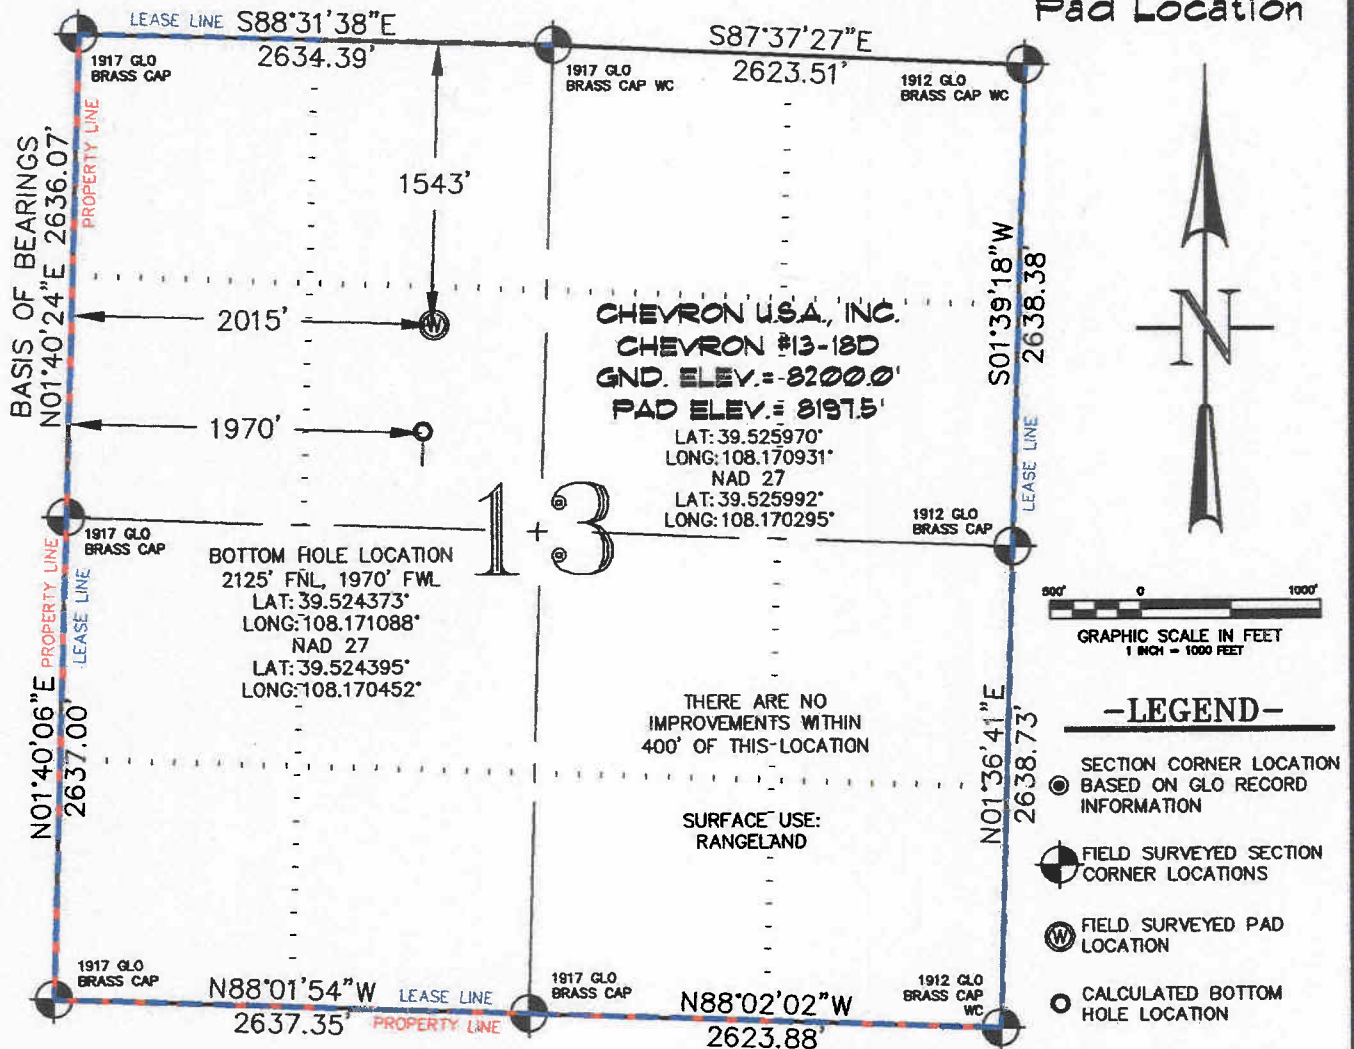 Pad Location
LEASE LINE S88°31'38"E
2634.39'
S87°37'27"E
2623.51'
1917 GLO
BRASS CAP
1917 GLO
BRASS CAP WC
1912 GLO
BRASS CAP WC
PROPERTY LINE
BASIS OF BEARINGS
N01°40'24"E 2636.07'
1543'
2015'
1970'
CHEVRON U.S.A., INC.
CHEVRON #13-18D
GND. ELEV.= 8200.0'
PAD ELEV.= 8197.5'
LAT: 39.525970°
LONG: 108.170931°
NAD 27
LAT: 39.525992°
LONG: 108.170295°
S01°39'18"W
2638.38'
LEASE LINE
N
13
1917 GLO
BRASS CAP
1912 GLO
BRASS CAP
BOTTOM HOLE LOCATION
2125' FNL, 1970' FWL
LAT: 39.524373°
LONG: 108.171088°
NAD 27
LAT: 39.524395°
LONG: 108.170452°
PROPERTY LINE
LEASE LINE
N01°40'06"E
2637.00'
THERE ARE NO
IMPROVEMENTS WITHIN
400' OF THIS LOCATION
SURFACE USE:
RANGELAND
N01°36'41"E
2638.73'
500' 0 1000'
GRAPHIC SCALE IN FEET
1 INCH = 1000 FEET
-LEGEND-
SECTION CORNER LOCATION
BASED ON GLO RECORD
INFORMATION
FIELD SURVEYED SECTION
CORNER LOCATIONS
W FIELD SURVEYED PAD
LOCATION
CALCULATED BOTTOM
HOLE LOCATION
W
1917 GLO
BRASS CAP
1917 GLO
BRASS CAP
1912 GLO
BRASS CAP
WC
N88°01'54"W LEASE LINE
2637.35' PROPERTY LINE
N88°02'02"W
2623.88'